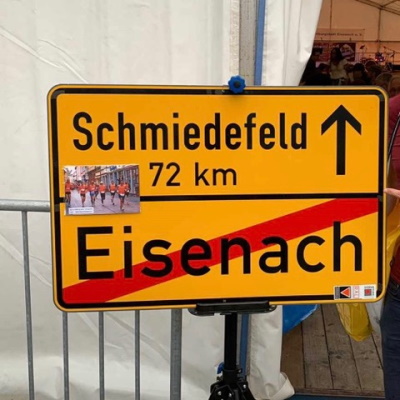 Schmiedefeld
72 km
Eisenach